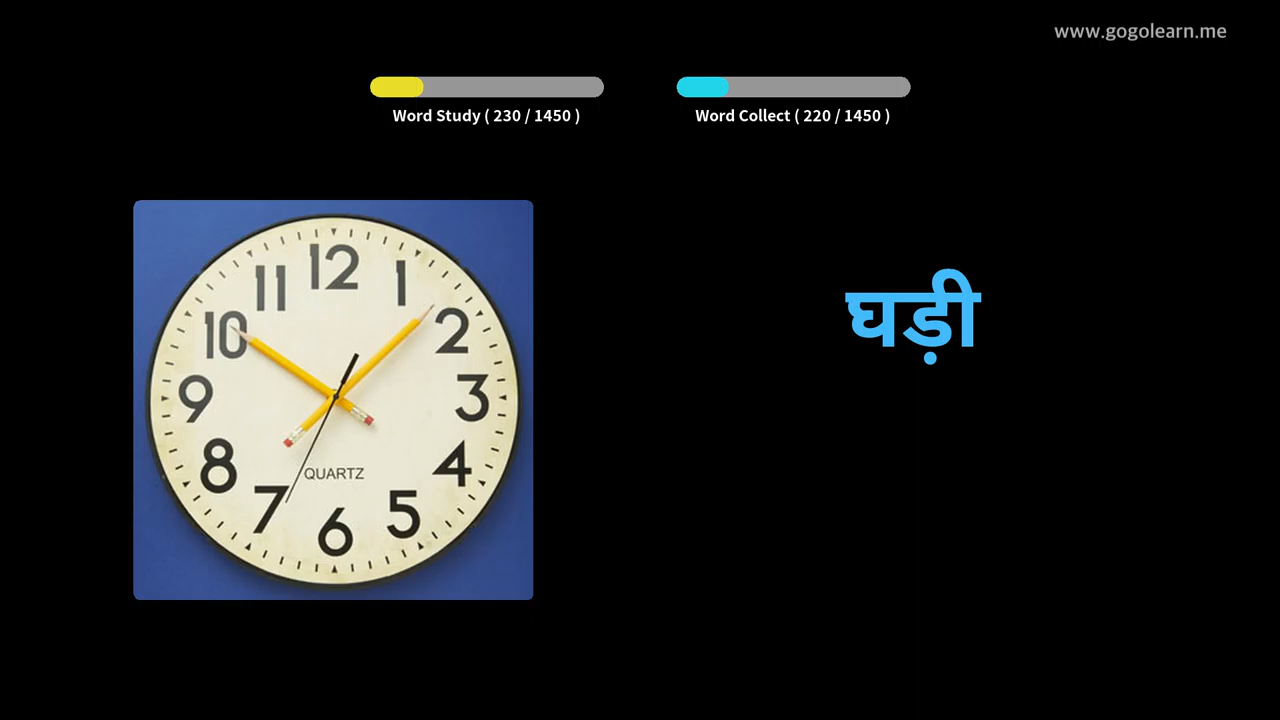 www.gogolearn.me
Word Study ( 230 / 1450 )
Word Collect ( 220 / 1450 )
12
11
1
10
2
9
3
8
4
QUARTZ
7
5
6
घड़ी